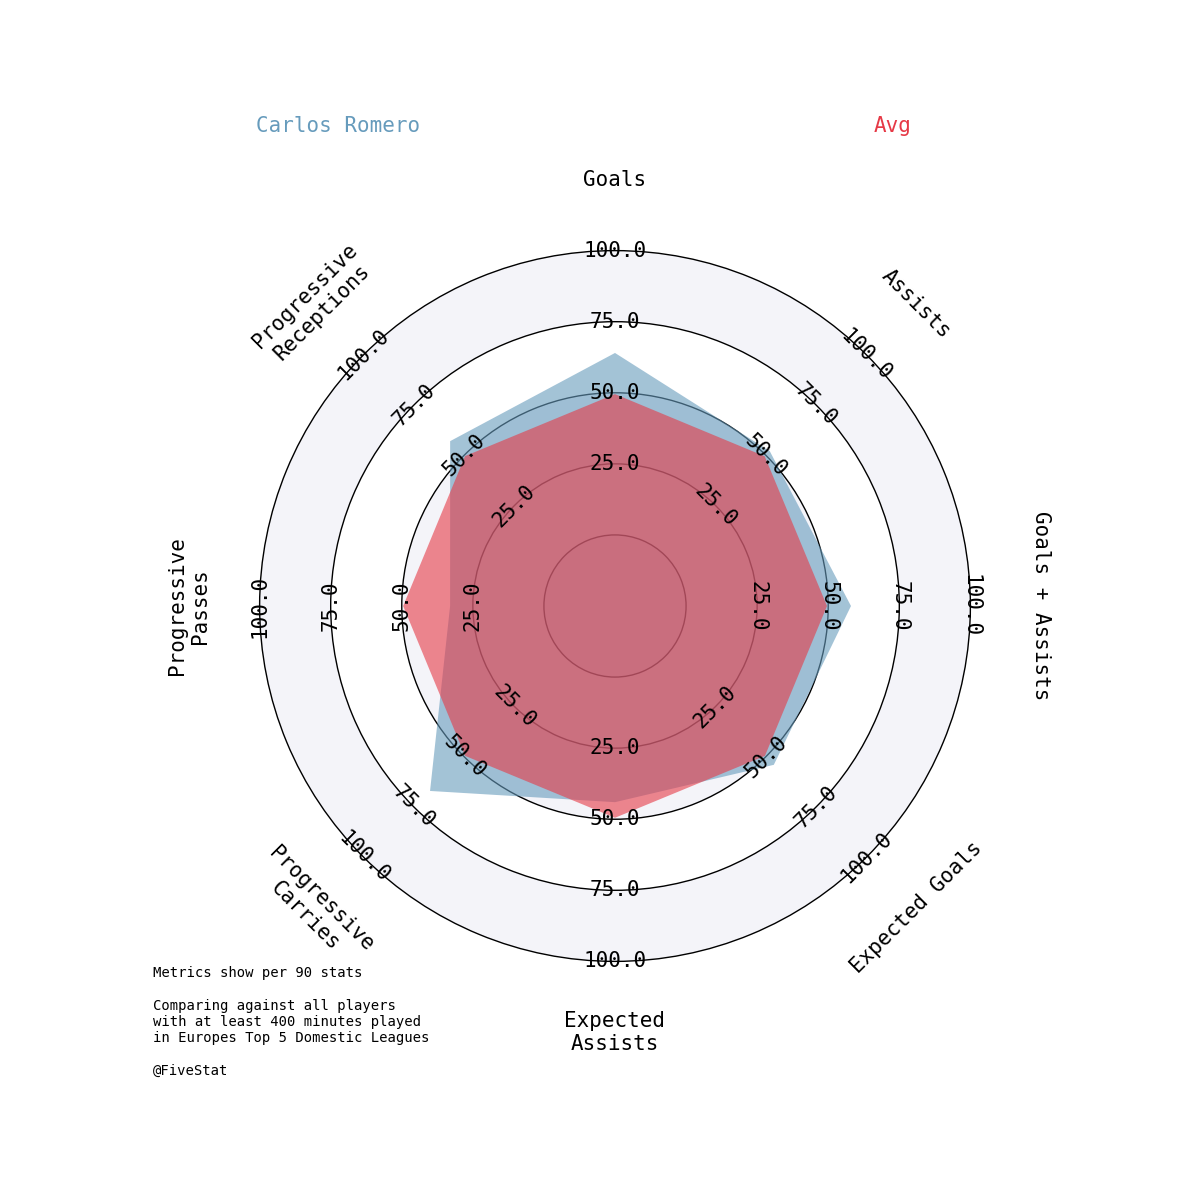 Carlos Romero
Avg
Goals
Assists
Goals + Assists
Expected Goals
Expected
Assists
Progressive
Carries
Progressive
Passes
Progressive
Receptions
25.0
50.0
75.0
100.0
25.0
50.0
75.0
100.0
25.0
50.0
75.0
100.0
25.0
50.0
75.0
100.0
25.0
50.0
75.0
100.0
25.0
50.0
75.0
100.0
25.0
50.0
75.0
100.0
25.0
50.0
75.0
100.0
Metrics show per 90 stats
Comparing against all players
with at least 400 minutes played
in Europes Top 5 Domestic Leagues
@FiveStat